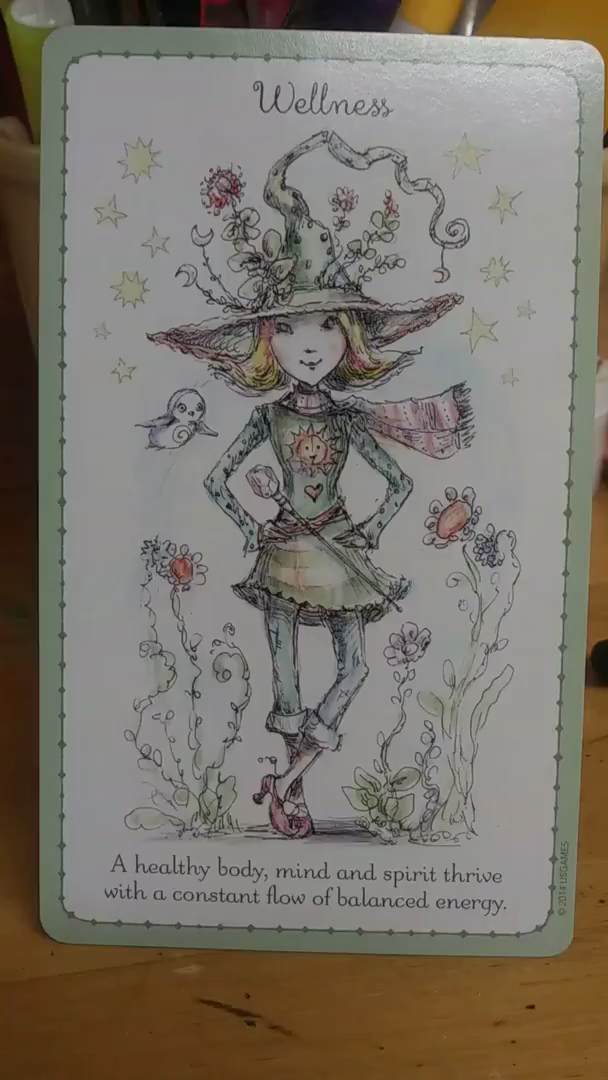 Wellness
A healthy body, mind and spirit thrive
with a constant flow of balanced energy.
© 2014 USGAMES